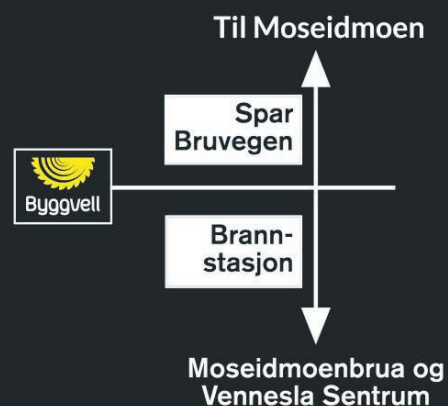 Til Moseidmoen
Spar
Bruvegen
Byggvell
Brann-
stasjon
Moseidmoenbrua og
Vennesla Sentrum